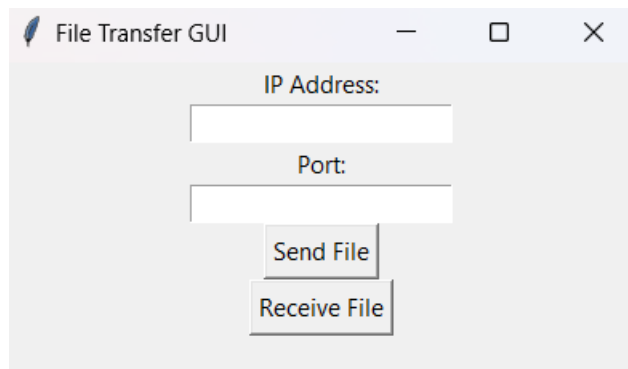 File Transfer GUI
IP Address:
Port:
Send File
Receive File